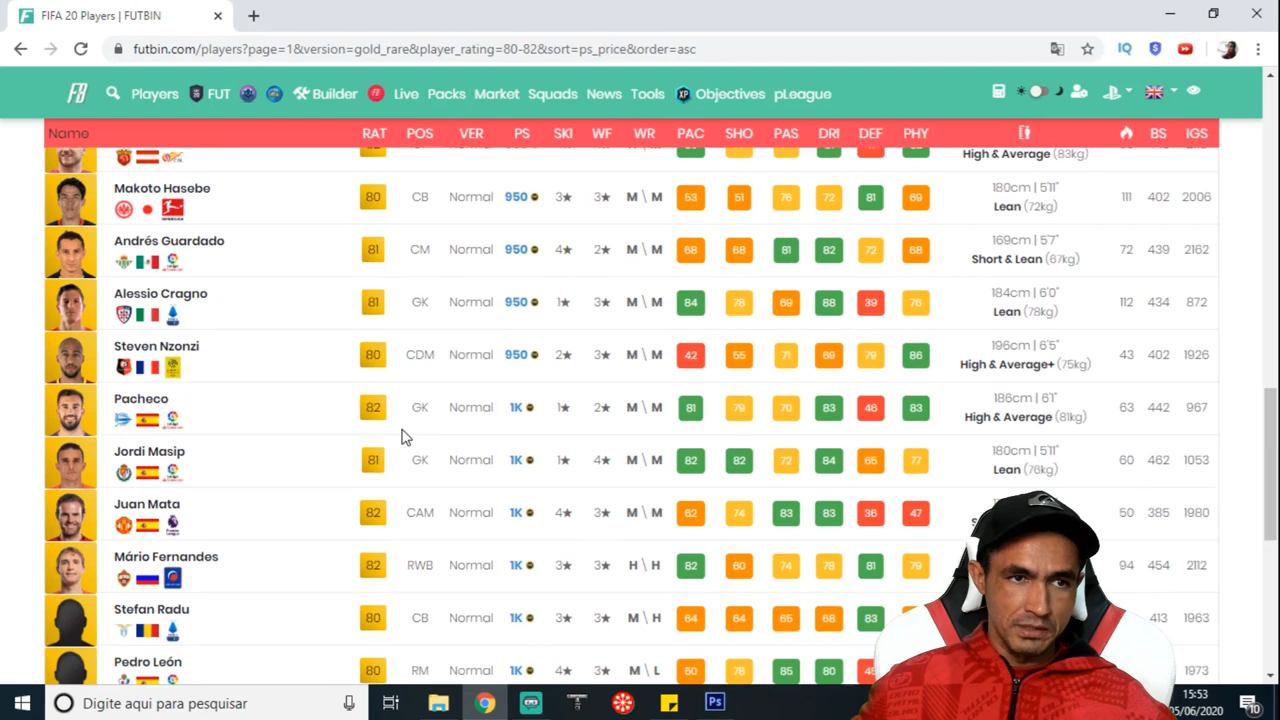 FIFA 20 Players | FUTBIN
futbin.com/players?page=1&version=gold_rare&player_rating=80-82&sort=ps_price&order=asc
Players FUT Builder Live Packs Market Squads News Tools XP Objectives pLeague
Name RAT POS VER PS SKI WF WR PAC SHO PAS DRI DEF PHY BS IGS
High & Average (83kg)
Makoto Hasebe
80 CB Normal 950 3★ 3★ M \ M 53 51 76 72 81 69 180cm | 5'11" 111 402 2006
Lean (72kg)
Andrés Guardado
81 CM Normal 950 4★ 2★ M \ M 68 68 81 82 72 68 169cm | 5'7" 72 439 2162
Short & Lean (67kg)
Alessio Cragno
81 GK Normal 950 1★ 3★ M \ M 84 78 69 88 39 76 184cm | 6'0" 112 434 872
Lean (78kg)
Steven Nzonzi
80 CDM Normal 950 2★ 3★ M \ M 42 55 71 69 79 86 196cm | 6'5" 43 402 1926
High & Average+ (75kg)
Pacheco
82 GK Normal 1K 1★ 2★ M \ M 81 79 70 83 46 83 186cm | 6'1" 63 442 967
High & Average (81kg)
Jordi Masip
81 GK Normal 1K 1★ 4★ M \ M 82 82 72 84 65 77 180cm | 5'11" 60 462 1053
Lean (76kg)
Juan Mata
82 CAM Normal 1K 4★ 3★ M \ M 62 74 83 83 36 47 50 385 1980
Mário Fernandes
82 RWB Normal 1K 3★ 3★ H \ H 82 60 74 78 81 79 94 454 2112
Stefan Radu
80 CB Normal 1K 3★ 3★ M \ H 64 64 65 68 83 413 1963
Pedro León
80 RM Normal 1K 4★ 3★ M \ L 60 78 85 80 1973
Digite aqui para pesquisar
Ps
15:53
05/06/2020
10